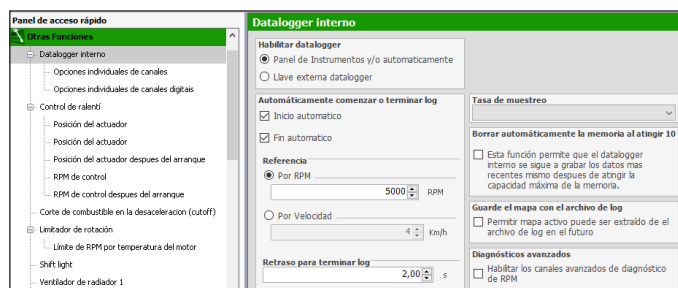 Panel de acceso rápido
Otras Funciones
Datalogger interno
Opciones individuales de canales
Opciones individuales de canales digitais
Control de ralentí
Posición del actuador
Posición del actuador
Posición del actuador despues del arranque
RPM de control
RPM de control despues del arranque
Corte de combustible en la desaceleracion (cutoff)
Limitador de rotación
Límite de RPM por temperatura del motor
Shift light
Ventilador de radiador 1
Datalogger interno
Habilitar datalogger
Panel de Instrumentos y/o automaticamente
Llave externa datalogger
Automáticamente comenzar o terminar log
Inicio automatico
Fin automatico
Referencia
Por RPM
5000 RPM
Por Velocidad
4 Km/h
Retraso para terminar log
2,00 s
Tasa de muestreo
Borrar automáticamente la memoria al atingir 10
Esta función permite que el datalogger
interno se sigue a grabar los datos mas
recentes mismo despues de atingir la
capacidad máxima de la memoria.
Guarde el mapa con el archivo de log
Permitir mapa activo puede ser extraído de el
archivo de log en el futuro
Diagnósticos avanzados
Habilitar los canales avanzados de diagnóstico
de RPM